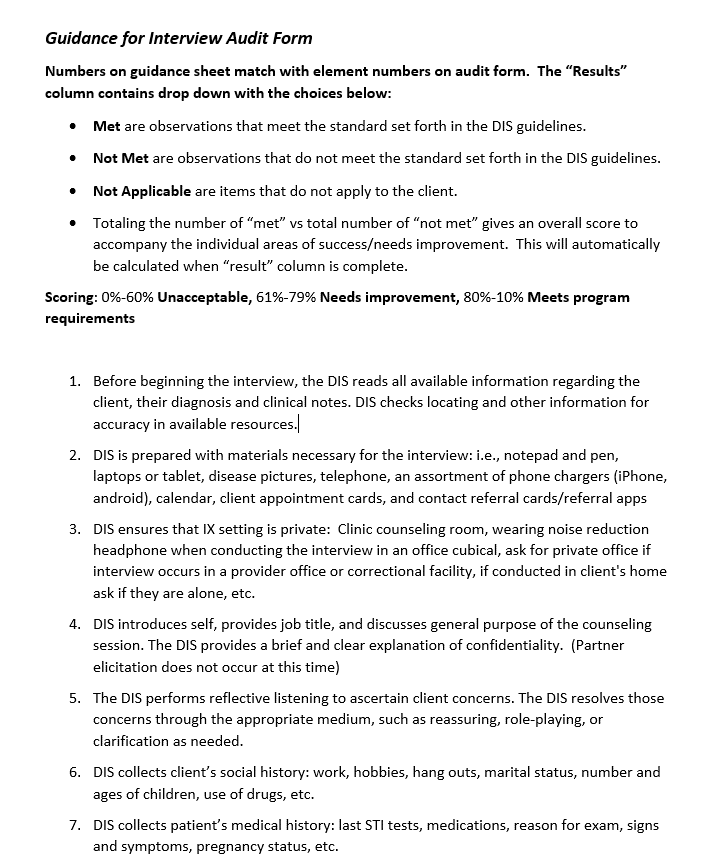 Guidance for Interview Audit Form
Numbers on guidance sheet match with element numbers on audit form.  The “Results”
column contains drop down with the choices below:
• Met are observations that meet the standard set forth in the DIS guidelines.
• Not Met are observations that do not meet the standard set forth in the DIS guidelines.
• Not Applicable are items that do not apply to the client.
• Totaling the number of “met” vs total number of “not met” gives an overall score to
accompany the individual areas of success/needs improvement.  This will automatically
be calculated when “result” column is complete.
Scoring: 0%-60% Unacceptable, 61%-79% Needs improvement, 80%-10% Meets program
requirements
1. Before beginning the interview, the DIS reads all available information regarding the
client, their diagnosis and clinical notes. DIS checks locating and other information for
accuracy in available resources.
2. DIS is prepared with materials necessary for the interview: i.e., notepad and pen,
laptops or tablet, disease pictures, telephone, an assortment of phone chargers (iPhone,
android), calendar, client appointment cards, and contact referral cards/referral apps
3. DIS ensures that IX setting is private:  Clinic counseling room, wearing noise reduction
headphone when conducting the interview in an office cubical, ask for private office if
interview occurs in a provider office or correctional facility, if conducted in client's home
ask if they are alone, etc.
4. DIS introduces self, provides job title, and discusses general purpose of the counseling
session. The DIS provides a brief and clear explanation of confidentiality.  (Partner
elicitation does not occur at this time)
5. The DIS performs reflective listening to ascertain client concerns. The DIS resolves those
concerns through the appropriate medium, such as reassuring, role-playing, or
clarification as needed.
6. DIS collects client’s social history: work, hobbies, hang outs, marital status, number and
ages of children, use of drugs, etc.
7. DIS collects patient’s medical history: last STI tests, medications, reason for exam, signs
and symptoms, pregnancy status, etc.